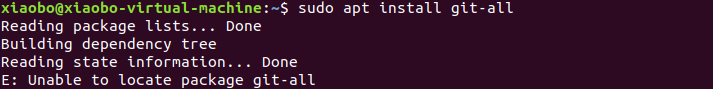 xiaobo@xiaobo-virtual-machine:~$ sudo apt install git-all
Reading package lists... Done
Building dependency tree
Reading state information... Done
E: Unable to locate package git-all